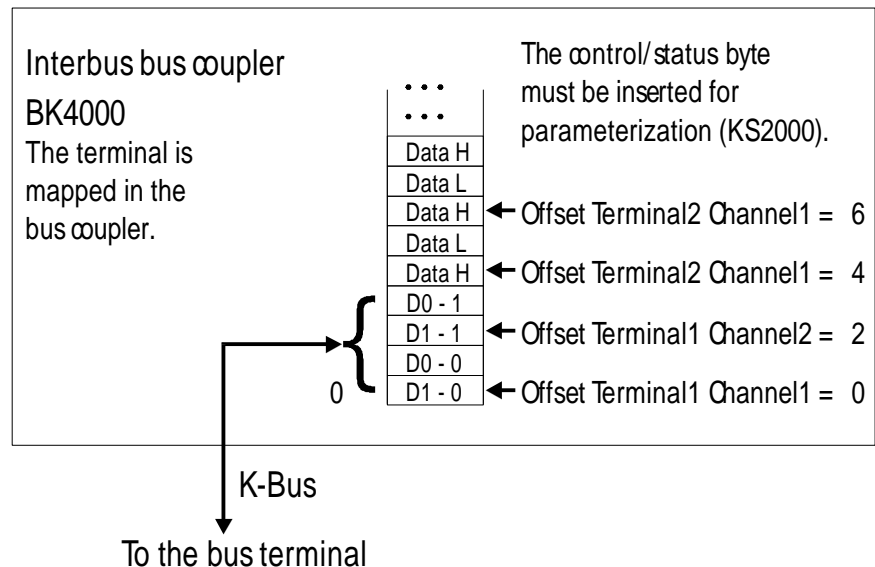 Interbus bus coupler
BK4000
The terminal is
mapped in the
bus coupler.
The control/status byte
must be inserted for
parameterization (KS2000).
Data H
Data L
Data H
Offset Terminal2 Channel1 = 6
Data L
Data H
Offset Terminal2 Channel1 = 4
D0 - 1
D1 - 1
Offset Terminal1 Channel2 = 2
D0 - 0
0
D1 - 0
Offset Terminal1 Channel1 = 0
K-Bus
To the bus terminal